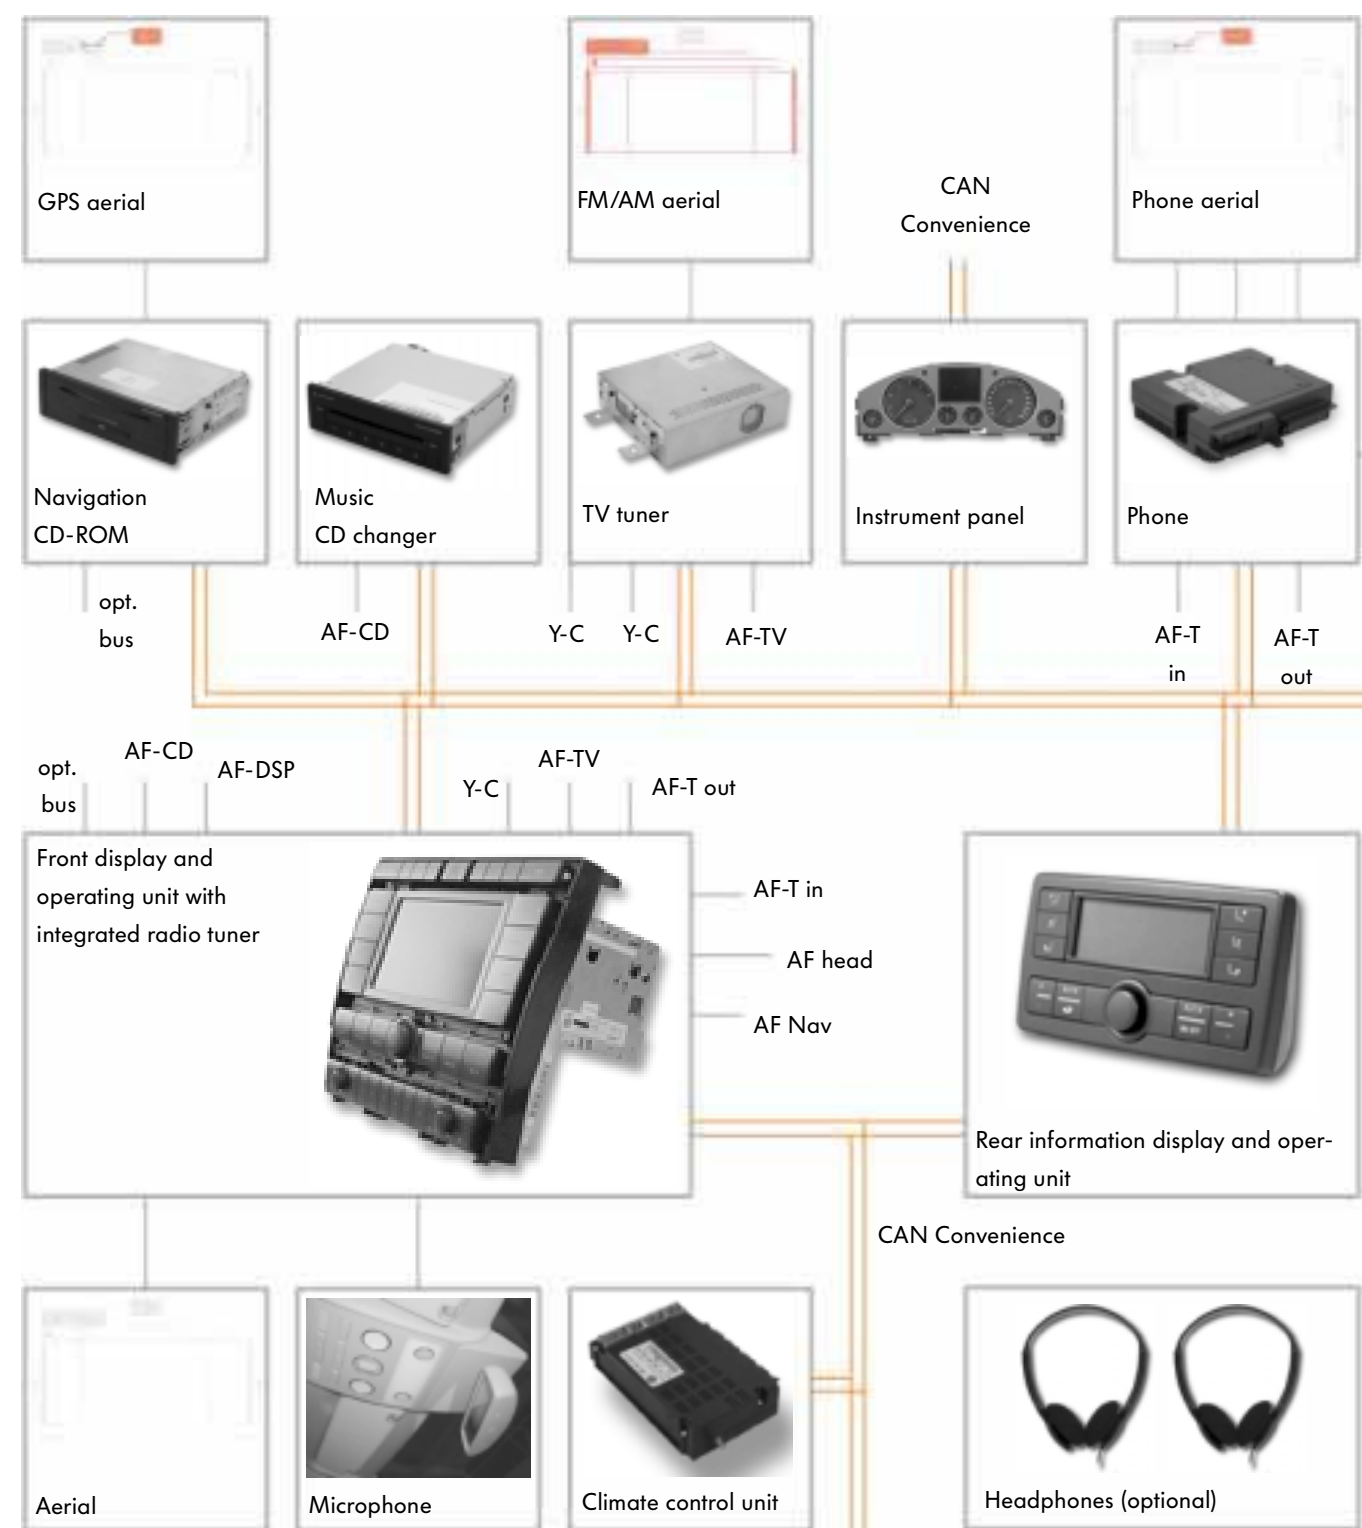 GPS aerial
FM/AM aerial
CAN
Convenience
Phone aerial
Navigation
CD-ROM
Music
CD changer
TV tuner
Instrument panel
Phone
opt.
bus
AF-CD
Y-C
Y-C
AF-TV
AF-T
in
AF-T
out
opt.
bus
AF-CD
AF-DSP
Y-C
AF-TV
AF-T out
Front display and
operating unit with
integrated radio tuner
AF-T in
AF head
AF Nav
Rear information display and oper-
ating unit
CAN Convenience
Aerial
Microphone
Climate control unit
Headphones (optional)